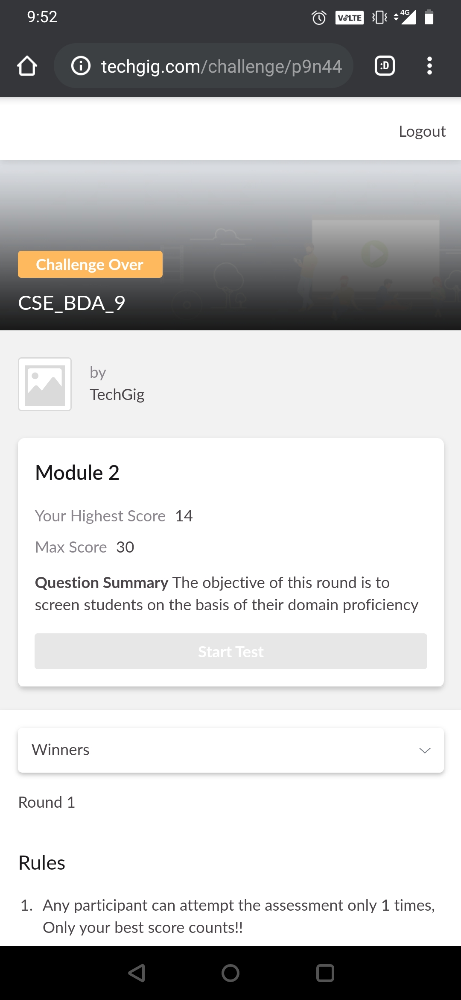 9:52
VoLTE
4G
techgig.com/challenge/p9n44
:D
Logout
Challenge Over
CSE_BDA_9
by
TechGig
Module 2
Your Highest Score 14
Max Score 30
Question Summary The objective of this round is to
screen students on the basis of their domain proficiency
Start Test
Winners
Round 1
Rules
1. Any participant can attempt the assessment only 1 times,
Only your best score counts!!